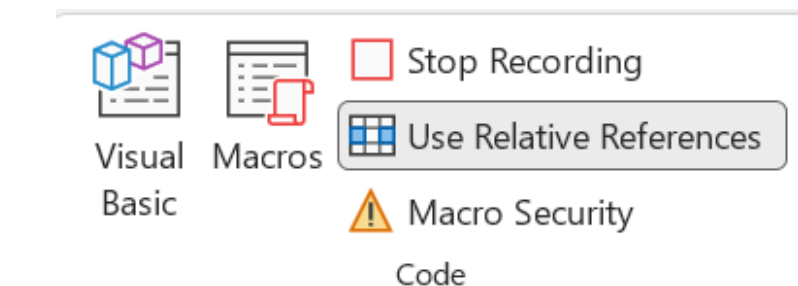 Visual
Basic
Macros
Stop Recording
Use Relative References
Macro Security
Code